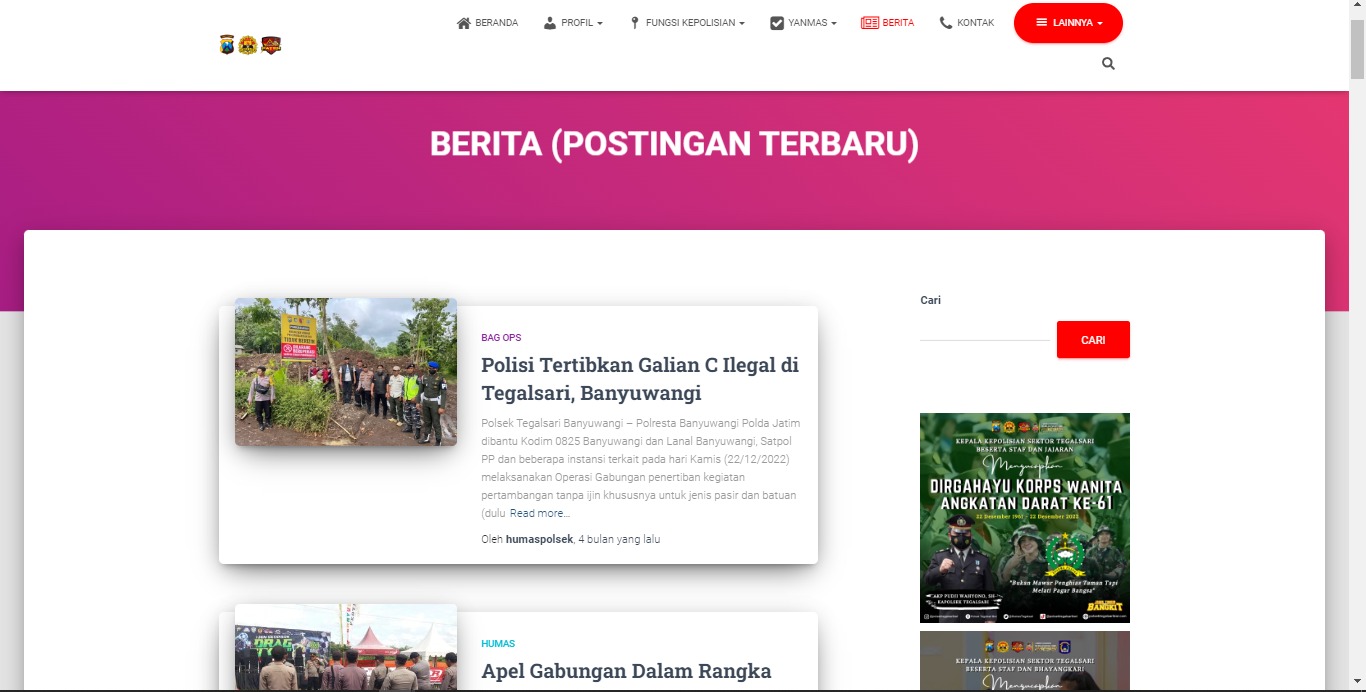 BERANDA
PROFIL
FUNGSI KEPOLISIAN
YANMAS
BERITA
KONTAK
LAINNYA
BERITA (POSTINGAN TERBARU)
BAG OPS
Polisi Tertibkan Galian C Ilegal di
Tegalsari, Banyuwangi
Polsek Tegalsari Banyuwangi – Polresta Banyuwangi Polda Jatim
dibantu Kodim 0825 Banyuwangi dan Lanal Banyuwangi, Satpol
PP dan beberapa instansi terkait pada hari Kamis (22/12/2022)
melaksanakan Operasi Gabungan penertiban kegiatan
pertambangan tanpa ijin khususnya untuk jenis pasir dan batuan
(dulu Read more...
Oleh humaspolsek, 4 bulan yang lalu
HUMAS
Apel Gabungan Dalam Rangka
DRAG
Cari
CARI
KEPALA KEPOLISIAN SEKTOR TEGALSARI
BESERTA STAF DAN JAJARAN
Mengucapkan
DIRGAHAYU KORPS WANITA
ANGKATAN DARAT KE-61
22 Desember 1961 - 22 Desember 2022
"Bukan Mawar Penghias Taman Tapi
Melati Pagar Bangsa"
AKP PUDJI WAHYONO, SH
KAPOLSEK TEGALSARI
BANGKIT
KEPALA KEPOLISIAN SEKTOR TEGALSARI
BESERTA STAF DAN BHAYANGKARI
Mengucapkan